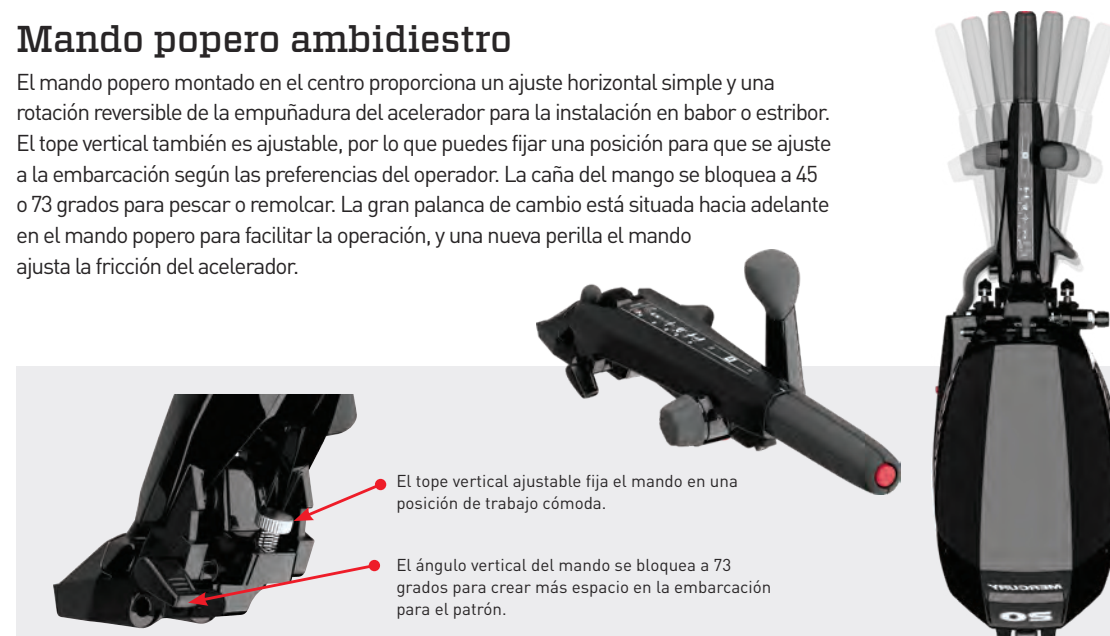 Mando popero ambidiestro
El mando popero montado en el centro proporciona un ajuste horizontal simple y una
rotación reversible de la empuñadura del acelerador para la instalación en babor o estribor.
El tope vertical también es ajustable, por lo que puedes fijar una posición para que se ajuste
a la embarcación según las preferencias del operador. La caña del mango se bloquea a 45
o 73 grados para pescar o remolcar. La gran palanca de cambio está situada hacia adelante
en el mando popero para facilitar la operación, y una nueva perilla el mando
ajusta la fricción del acelerador.
El tope vertical ajustable fija el mando en una
posición de trabajo cómoda.
El ángulo vertical del mando se bloquea a 73
grados para crear más espacio en la embarcación
para el patrón.
MERCURY
50